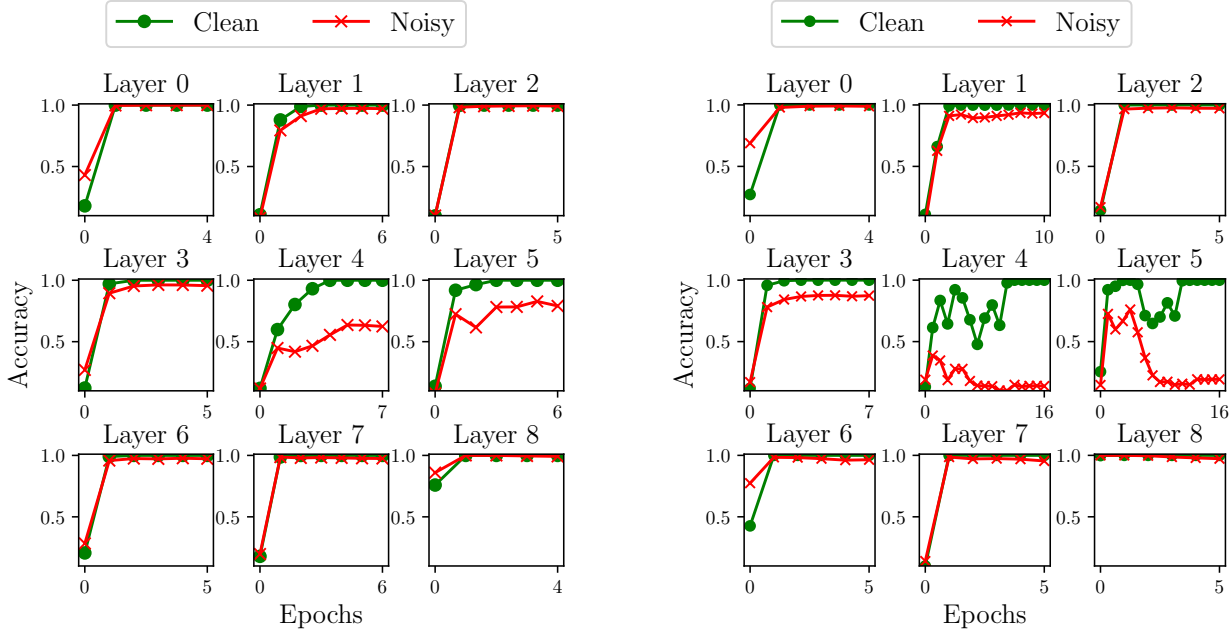 Clean Noisy
Layer 0 Layer 1 Layer 2
1.0
0.5
0 4 0 6 0 5
Layer 3 Layer 4 Layer 5
1.0
0.5
0 5 0 7 0 6
Layer 6 Layer 7 Layer 8
1.0
0.5
0 5 0 6 0 4
Accuracy
Epochs
Clean Noisy
Layer 0 Layer 1 Layer 2
1.0
0.5
0 4 0 10 0 5
Layer 3 Layer 4 Layer 5
1.0
0.5
0 7 0 16 0 16
Layer 6 Layer 7 Layer 8
1.0
0.5
0 5 0 5 0 5
Accuracy
Epochs